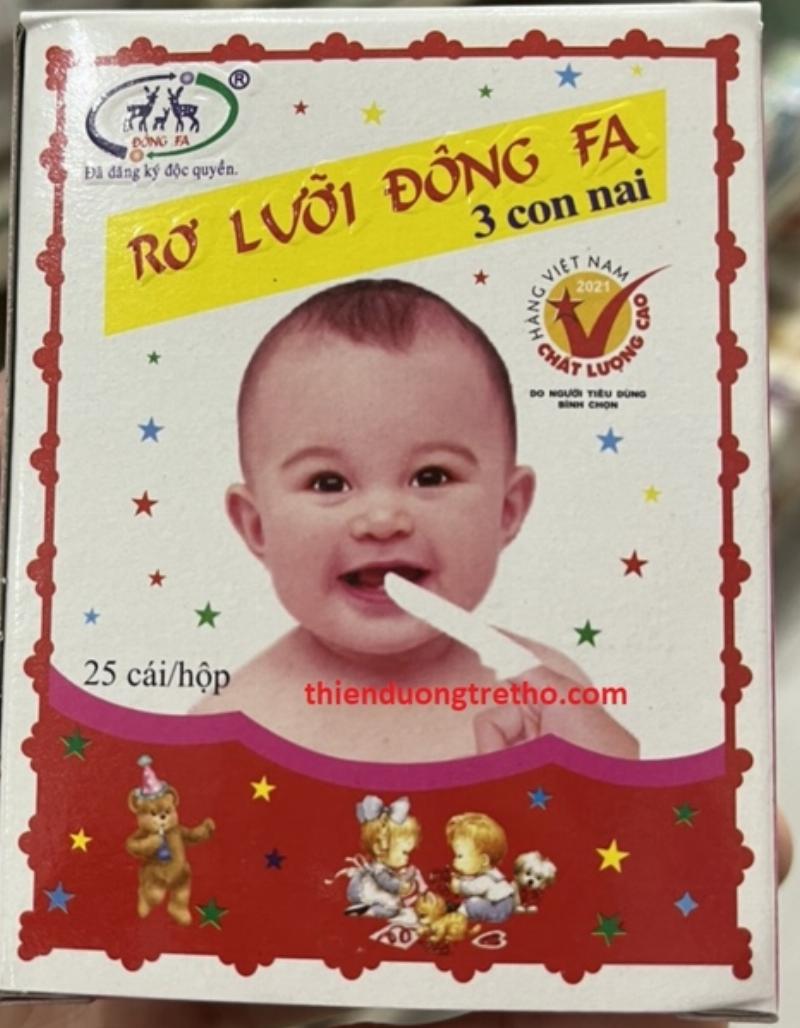 ĐÔNG FA
®
Đã đăng ký độc quyền.
RƠ LƯỠI ĐÔNG FA
3 con nai
HÀNG VIỆT NAM
2021
CHẤT LƯỢNG CAO
DO NGƯỜI TIÊU DÙNG
BÌNH CHỌN
25 cái/hộp
thienduongtretho.com